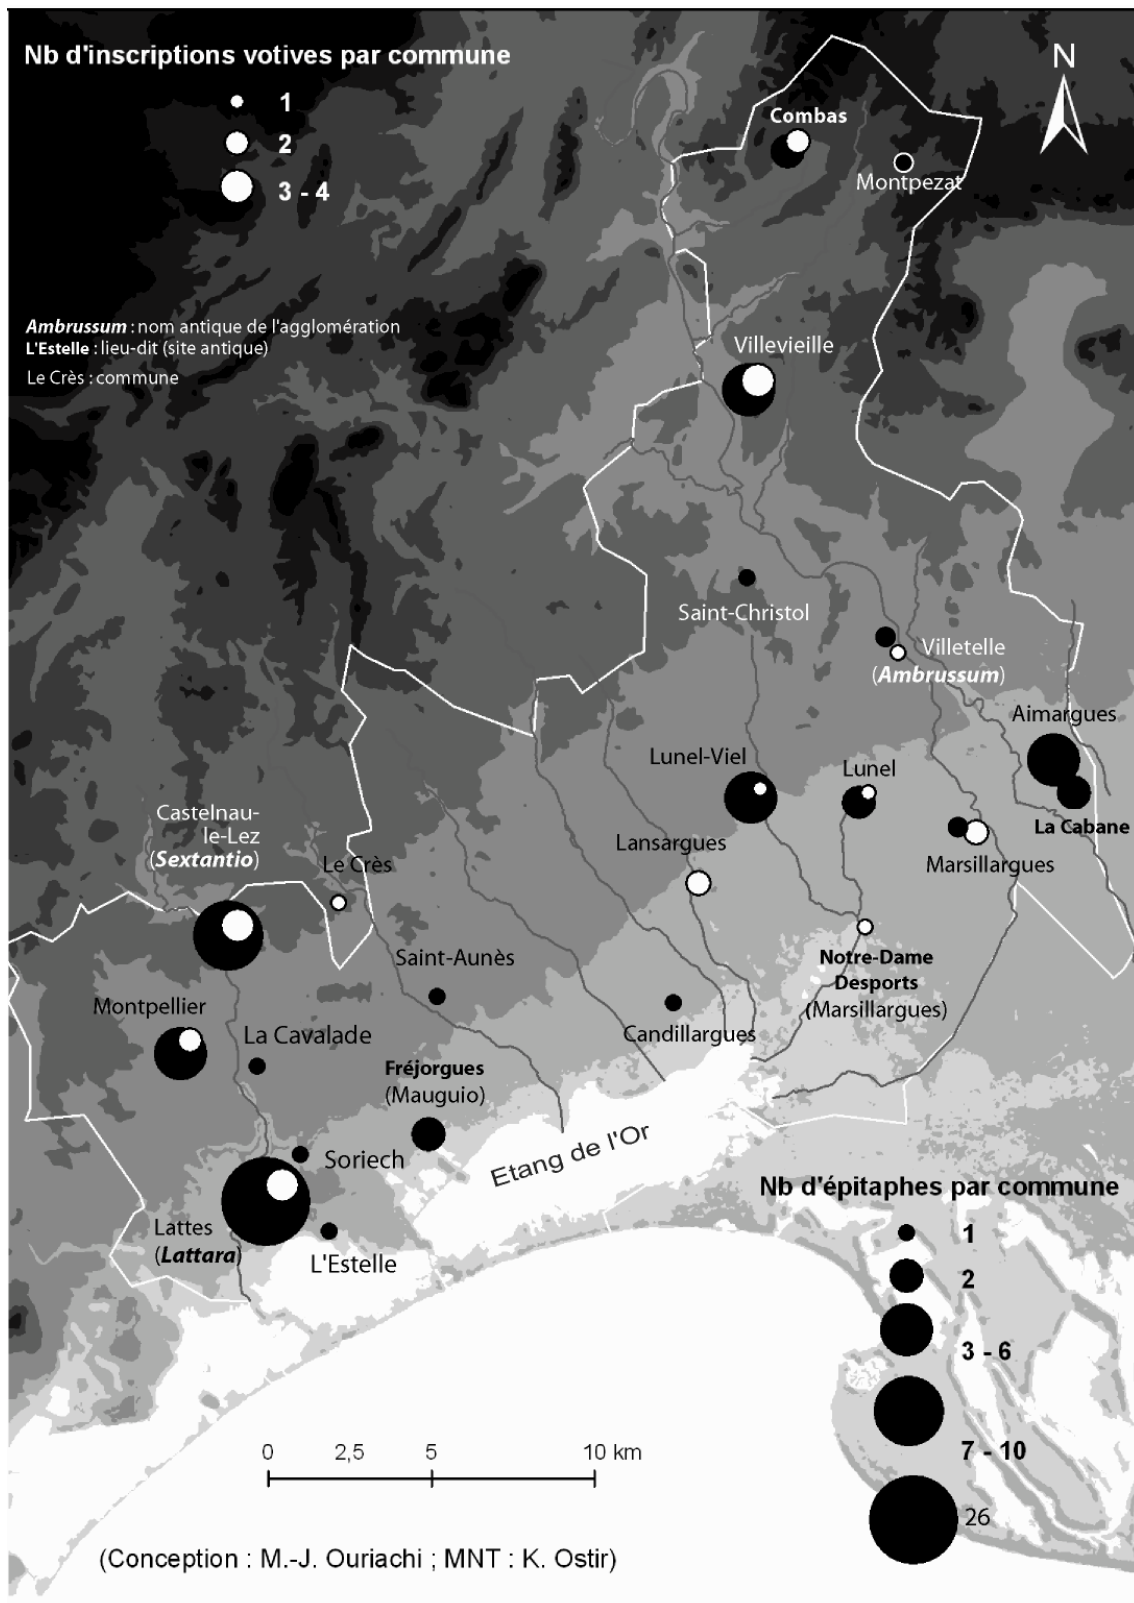 Nb d'inscriptions votives par commune
1
2
3 - 4
N
Combas
Montpezat
Ambrussum : nom antique de l'agglomération
L'Estelle : lieu-dit (site antique)
Le Crès : commune
Villevieille
Saint-Christol
Villetelle
(Ambrussum)
Aimargues
Lunel-Viel
Lunel
La Cabane
Castelnau-
le-Lez
(Sextantio)
Le Crès
Lansargues
Marsillargues
Saint-Aunès
Notre-Dame
Desports
(Marsillargues)
Montpellier
La Cavalade
Candillargues
Fréjorgues
(Mauguio)
Etang de l'Or
Soriech
Lattes
(Lattara)
L'Estelle
Nb d'épitaphes par commune
1
2
3 - 6
7 - 10
26
0 2,5 5 10 km
(Conception : M.-J. Ouriachi ; MNT : K. Ostir)